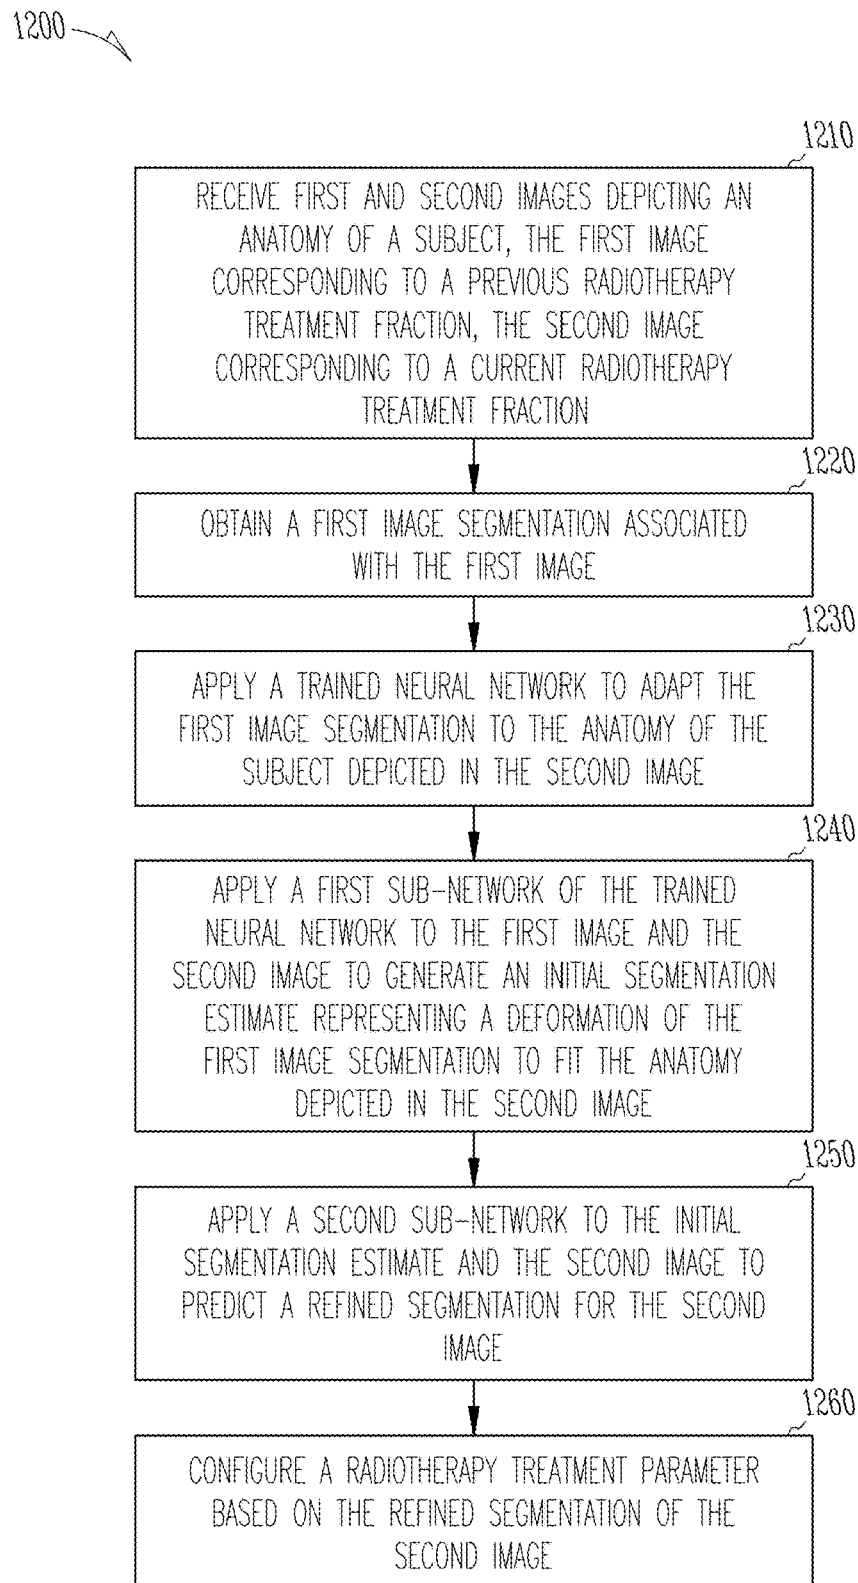 1200
1210
RECEIVE FIRST AND SECOND IMAGES DEPICTING AN
ANATOMY OF A SUBJECT, THE FIRST IMAGE
CORRESPONDING TO A PREVIOUS RADIOTHERAPY
TREATMENT FRACTION, THE SECOND IMAGE
CORRESPONDING TO A CURRENT RADIOTHERAPY
TREATMENT FRACTION
1220
OBTAIN A FIRST IMAGE SEGMENTATION ASSOCIATED
WITH THE FIRST IMAGE
1230
APPLY A TRAINED NEURAL NETWORK TO ADAPT THE
FIRST IMAGE SEGMENTATION TO THE ANATOMY OF THE
SUBJECT DEPICTED IN THE SECOND IMAGE
1240
APPLY A FIRST SUB-NETWORK OF THE TRAINED
NEURAL NETWORK TO THE FIRST IMAGE AND THE
SECOND IMAGE TO GENERATE AN INITIAL SEGMENTATION
ESTIMATE REPRESENTING A DEFORMATION OF THE
FIRST IMAGE SEGMENTATION TO FIT THE ANATOMY
DEPICTED IN THE SECOND IMAGE
1250
APPLY A SECOND SUB-NETWORK TO THE INITIAL
SEGMENTATION ESTIMATE AND THE SECOND IMAGE TO
PREDICT A REFINED SEGMENTATION FOR THE SECOND
IMAGE
1260
CONFIGURE A RADIOTHERAPY TREATMENT PARAMETER
BASED ON THE REFINED SEGMENTATION OF THE
SECOND IMAGE